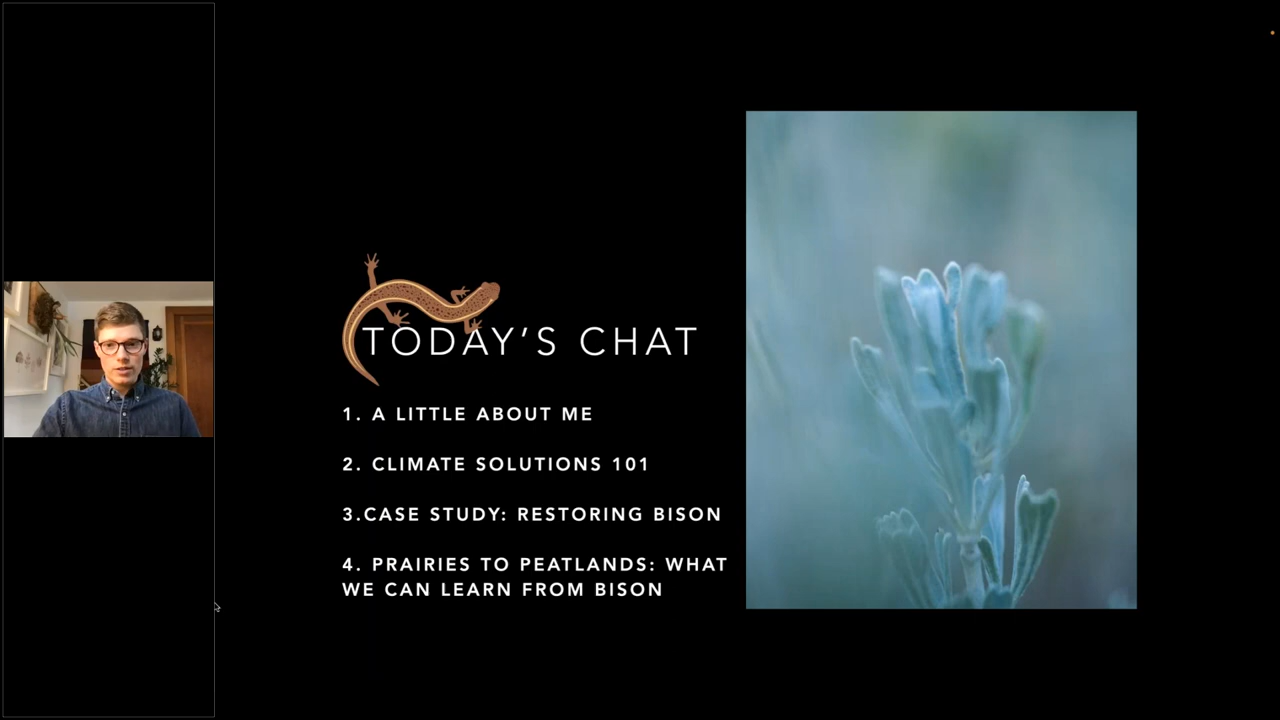 TODAY’S CHAT
1. A LITTLE ABOUT ME
2. CLIMATE SOLUTIONS 101
3.CASE STUDY: RESTORING BISON
4. PRAIRIES TO PEATLANDS: WHAT
WE CAN LEARN FROM BISON